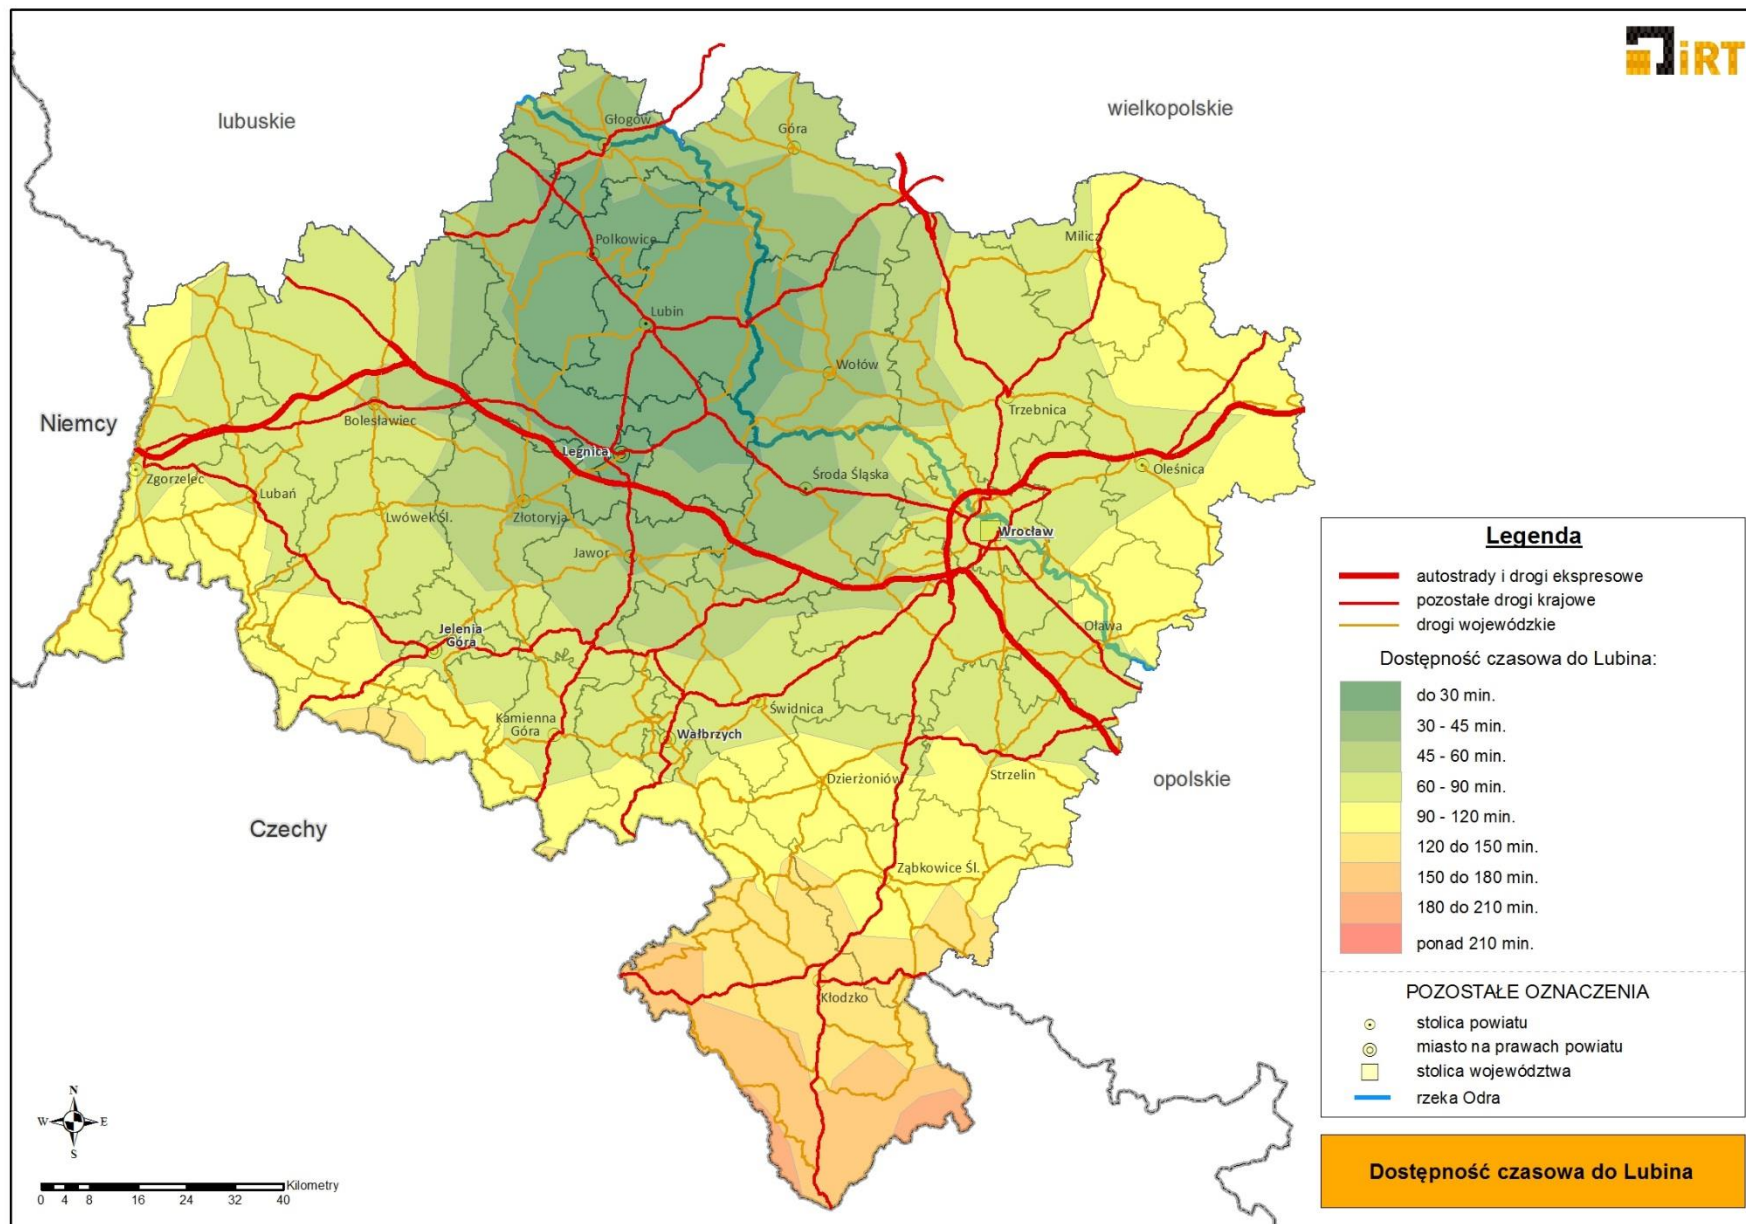 iRT
lubuskie
wielkopolskie
Głogów
Góra
Milicz
Polkowice
Lubin
Wołów
Trzebnica
Niemcy
Bolesławiec
Legnica
Oleśnica
Środa Śląska
Zgorzelec
Lubań
Lwówek Śl.
Złotoryja
Wrocław
Jawor
Oława
Jelenia
Góra
Świdnica
Kamienna
Góra
Wałbrzych
Dzierżoniów
Strzelin
opolskie
Czechy
Ząbkowice Śl.
Kłodzko
Legenda
autostrady i drogi ekspresowe
pozostałe drogi krajowe
drogi wojewódzkie
Dostępność czasowa do Lubina:
do 30 min.
30 - 45 min.
45 - 60 min.
60 - 90 min.
90 - 120 min.
120 do 150 min.
150 do 180 min.
180 do 210 min.
ponad 210 min.
POZOSTAŁE OZNACZENIA
stolica powiatu
miasto na prawach powiatu
stolica województwa
rzeka Odra
Dostępność czasowa do Lubina
N
W E
S
Kilometry
0 4 8 16 24 32 40